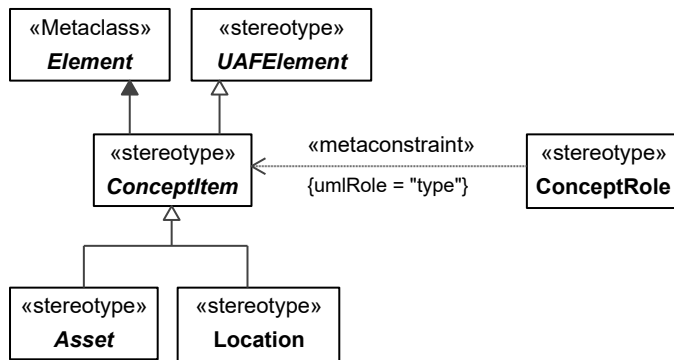 «Metaclass»
Element
«stereotype»
UAFElement
«stereotype»
ConceptItem
«metaconstraint»
{umlRole = "type"}
«stereotype»
ConceptRole
«stereotype»
Asset
«stereotype»
Location